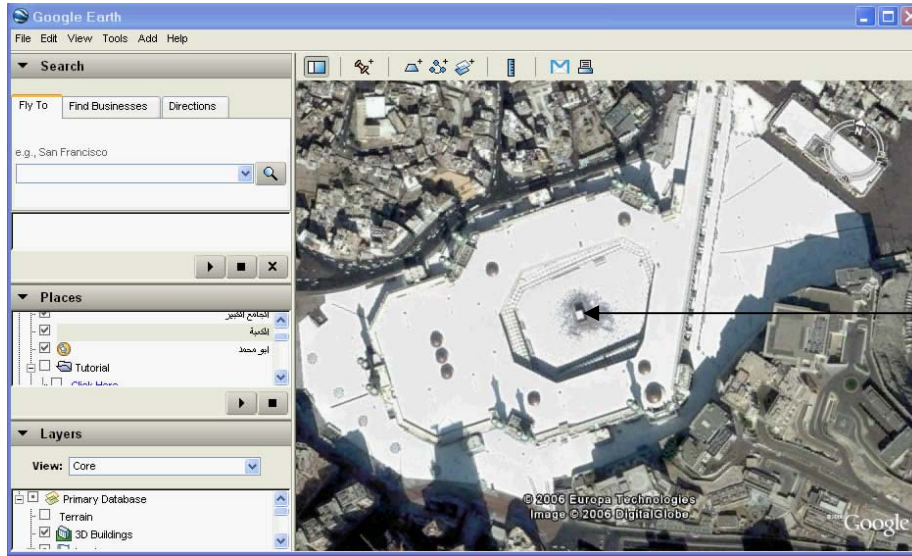 Google Earth
File Edit View Tools Add Help
Search
Fly To Find Businesses Directions
e.g., San Francisco
Places
الجامع الكبير
الكعبة
ابو محمد
Tutorial
Click Here
Layers
View: Core
Primary Database
Terrain
3D Buildings
N
© 2006 Europa Technologies
Image © 2006 DigitalGlobe
Google